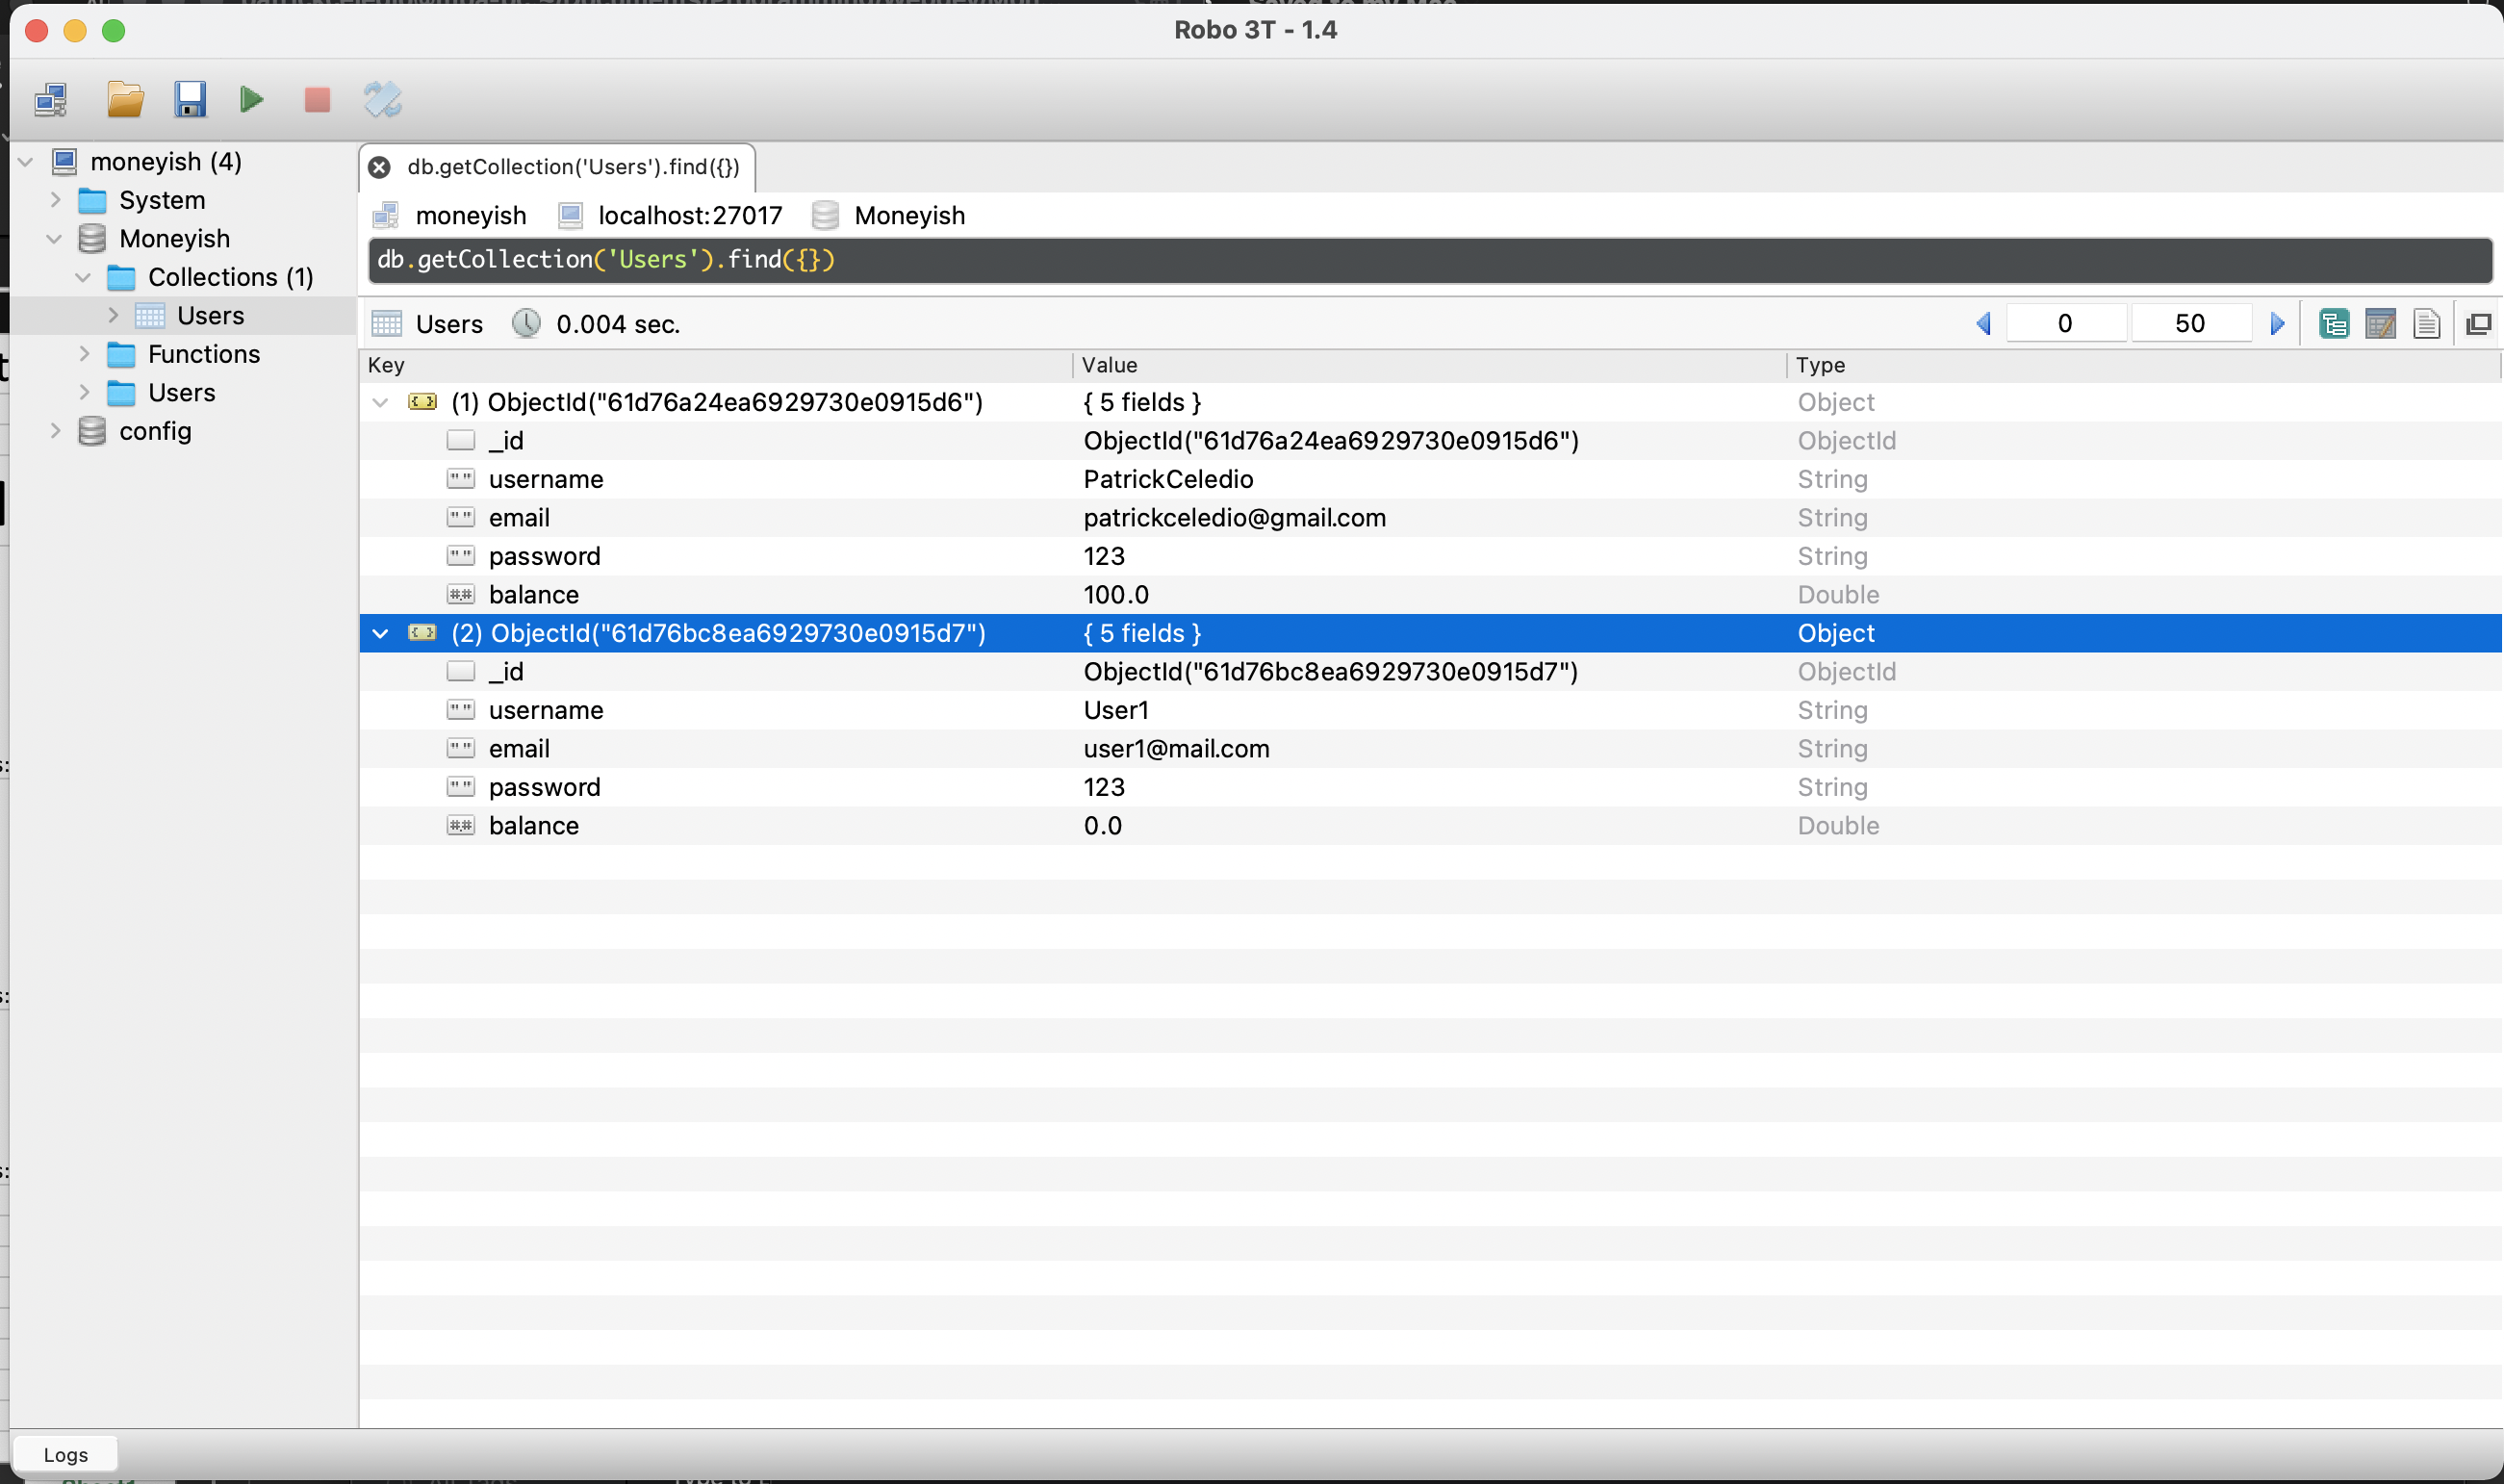 Robo 3T - 1.4
moneyish (4)
System
Moneyish
Collections (1)
Users
Functions
Users
config
db.getCollection('Users').find({})
moneyish localhost:27017 Moneyish
db.getCollection('Users').find({})
Users 0.004 sec. 0 50
Key Value Type
(1) ObjectId("61d76a24ea6929730e0915d6") { 5 fields } Object
_id ObjectId("61d76a24ea6929730e0915d6") ObjectId
username PatrickCeledio String
email patrickceledio@gmail.com String
password 123 String
balance 100.0 Double
(2) ObjectId("61d76bc8ea6929730e0915d7") { 5 fields } Object
_id ObjectId("61d76bc8ea6929730e0915d7") ObjectId
username User1 String
email user1@mail.com String
password 123 String
balance 0.0 Double
Logs